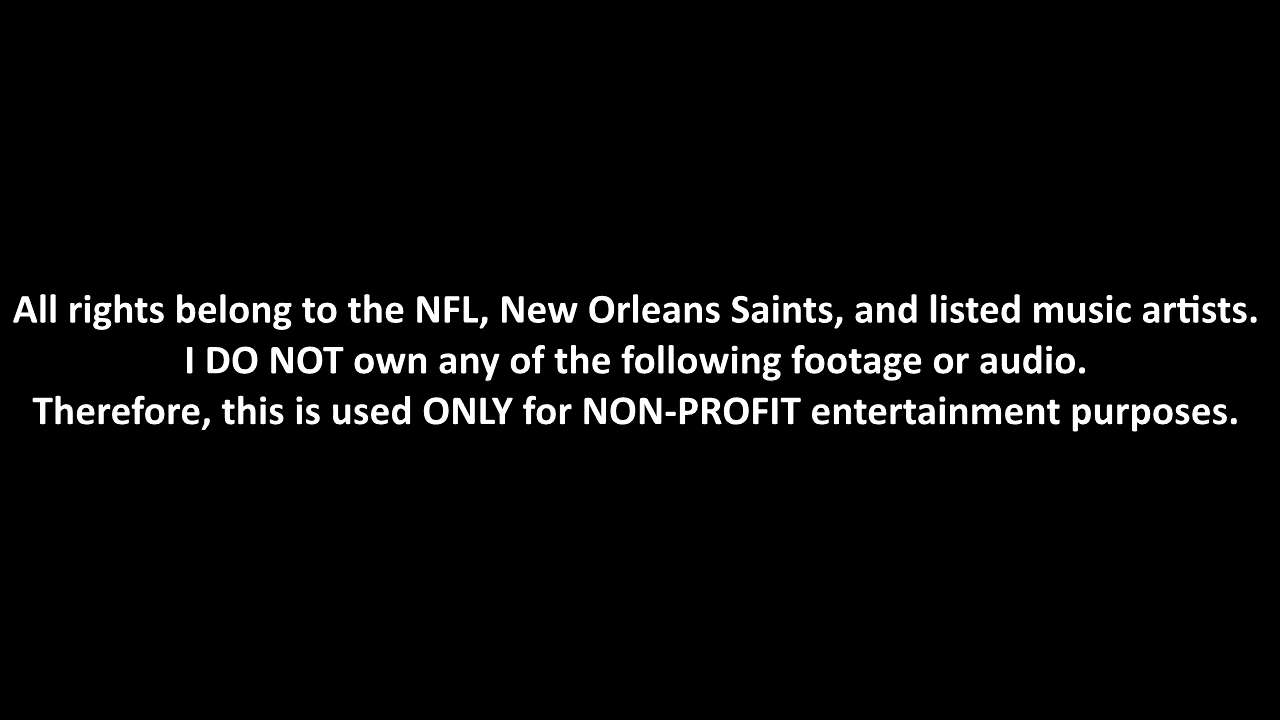 All rights belong to the NFL, New Orleans Saints, and listed music artists.
I DO NOT own any of the following footage or audio.
Therefore, this is used ONLY for NON-PROFIT entertainment purposes.